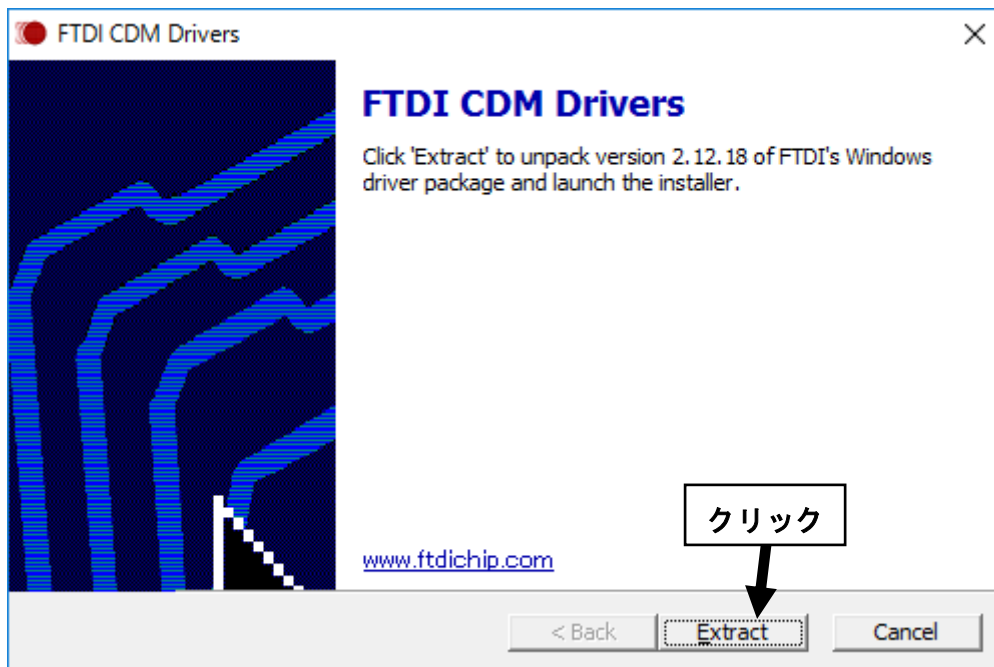 FTDI CDM Drivers
FTDI CDM Drivers
Click 'Extract' to unpack version 2.12.18 of FTDI's Windows
driver package and launch the installer.
クリック
www.ftdichip.com
< Back
Extract
Cancel